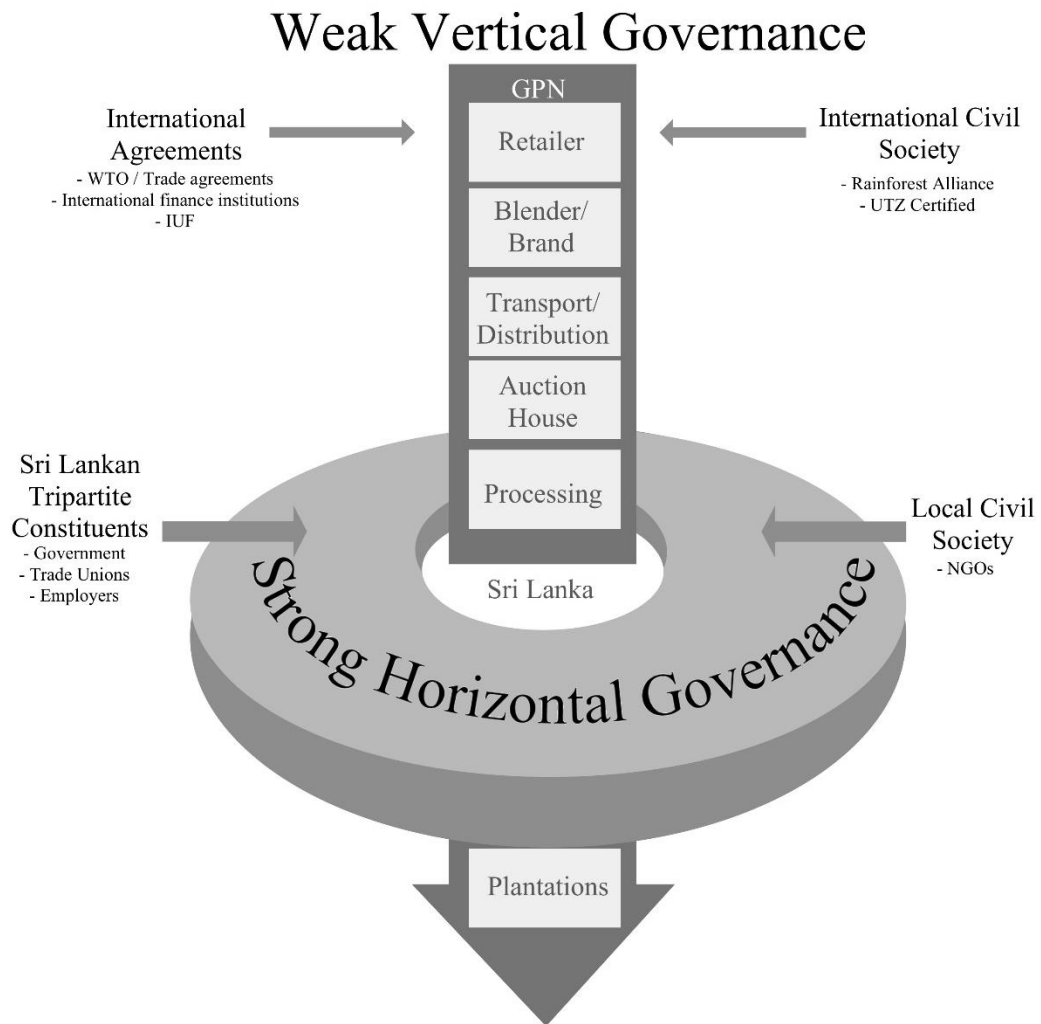 Weak Vertical Governance
GPN
International
Agreements
- WTO / Trade agreements
- International finance institutions
- IUF
Retailer
International Civil
Society
- Rainforest Alliance
- UTZ Certified
Blender/
Brand
Transport/
Distribution
Auction
House
Sri Lankan
Tripartite
Constituents
- Government
- Trade Unions
- Employers
Processing
Local Civil
Society
- NGOs
Sri Lanka
Strong Horizontal Governance
Plantations